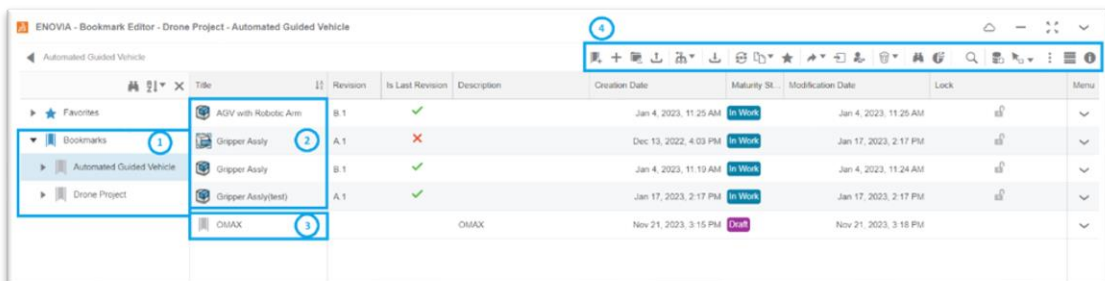 ENOVIA - Bookmark Editor - Drone Project - Automated Guided Vehicle
4
Automated Guided Vehicle
Title Revision Is Last Revision Description Creation Date Maturity St... Modification Date Lock Menu
Favorites AGV with Robotic Arm B.1 Jan 4, 2023, 11:25 AM In Work Jan 4, 2023, 11:25 AM
Bookmarks 1 Gripper Assly 2 A.1 Dec 13, 2022, 4:03 PM In Work Jan 17, 2023, 2:17 PM
Automated Guided Vehicle Gripper Assly B.1 Jan 4, 2023, 11:19 AM In Work Jan 4, 2023, 11:24 AM
Drone Project Gripper Assly(test) A.1 Jan 17, 2023, 2:17 PM In Work Jan 17, 2023, 2:17 PM
OMAX 3 OMAX Nov 21, 2023, 3:15 PM Draft Nov 21, 2023, 3:18 PM